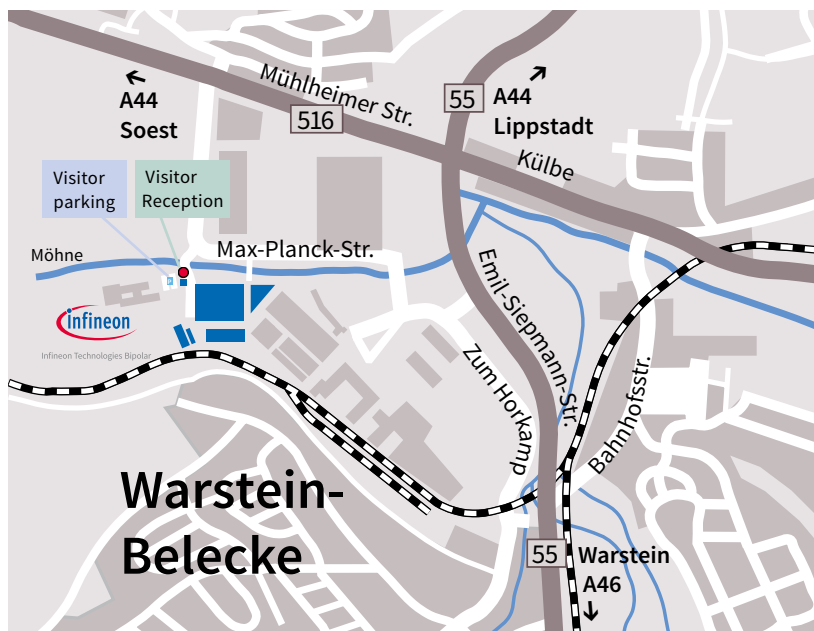 A44
Soest
Mühlheimer Str.
516
55
A44
Lippstadt
Külbe
Visitor
parking
Visitor
Reception
Möhne
Max-Planck-Str.
P
infineon
Infineon Technologies Bipolar
Emil-Siepmann-Str.
Zum Horkamp
Bahnhofsstr.
Warstein-
Belecke
55
Warstein
A46